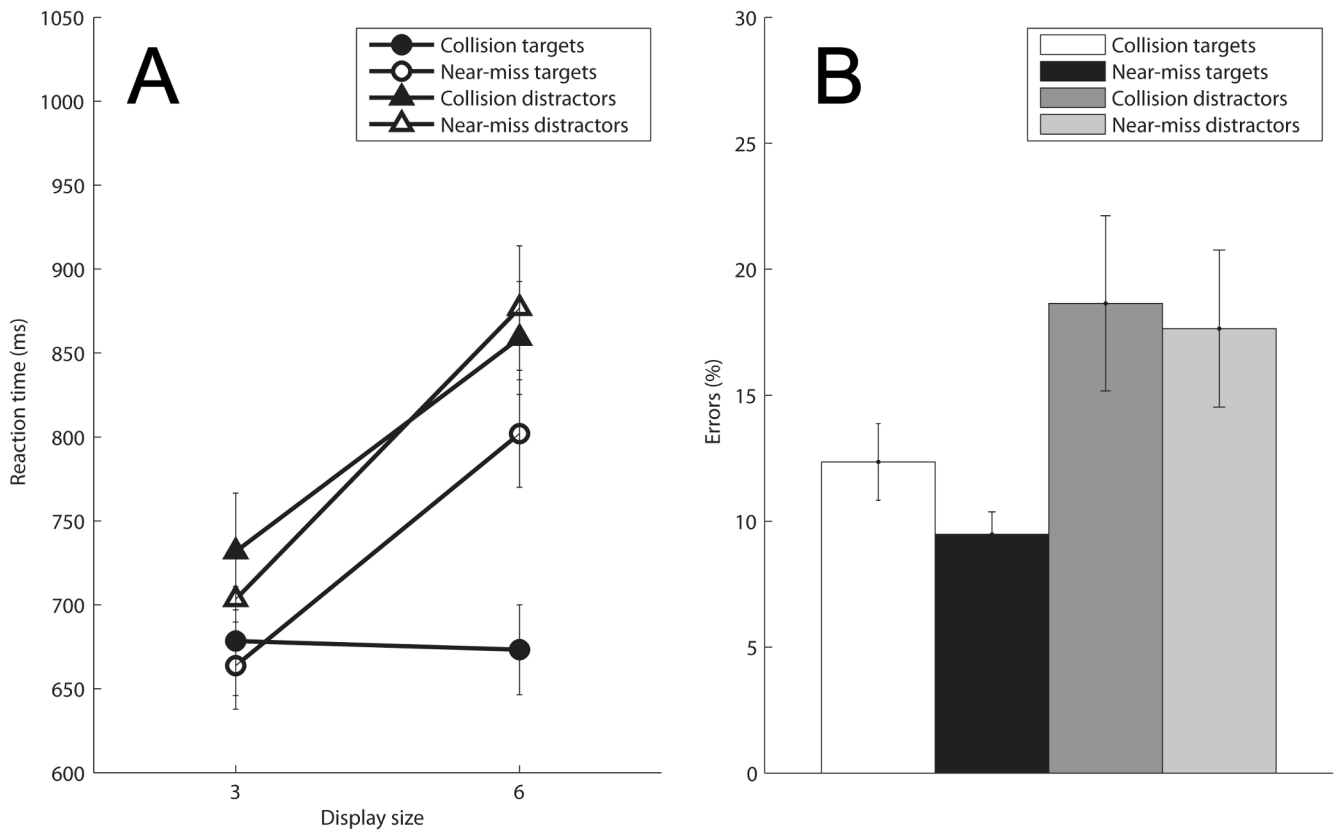 A
Collision targets
Near-miss targets
Collision distractors
Near-miss distractors
1050
1000
950
900
850
800
750
700
650
600
Reaction time (ms)
3
6
Display size
B
Collision targets
Near-miss targets
Collision distractors
Near-miss distractors
30
25
20
15
10
5
0
Errors (%)